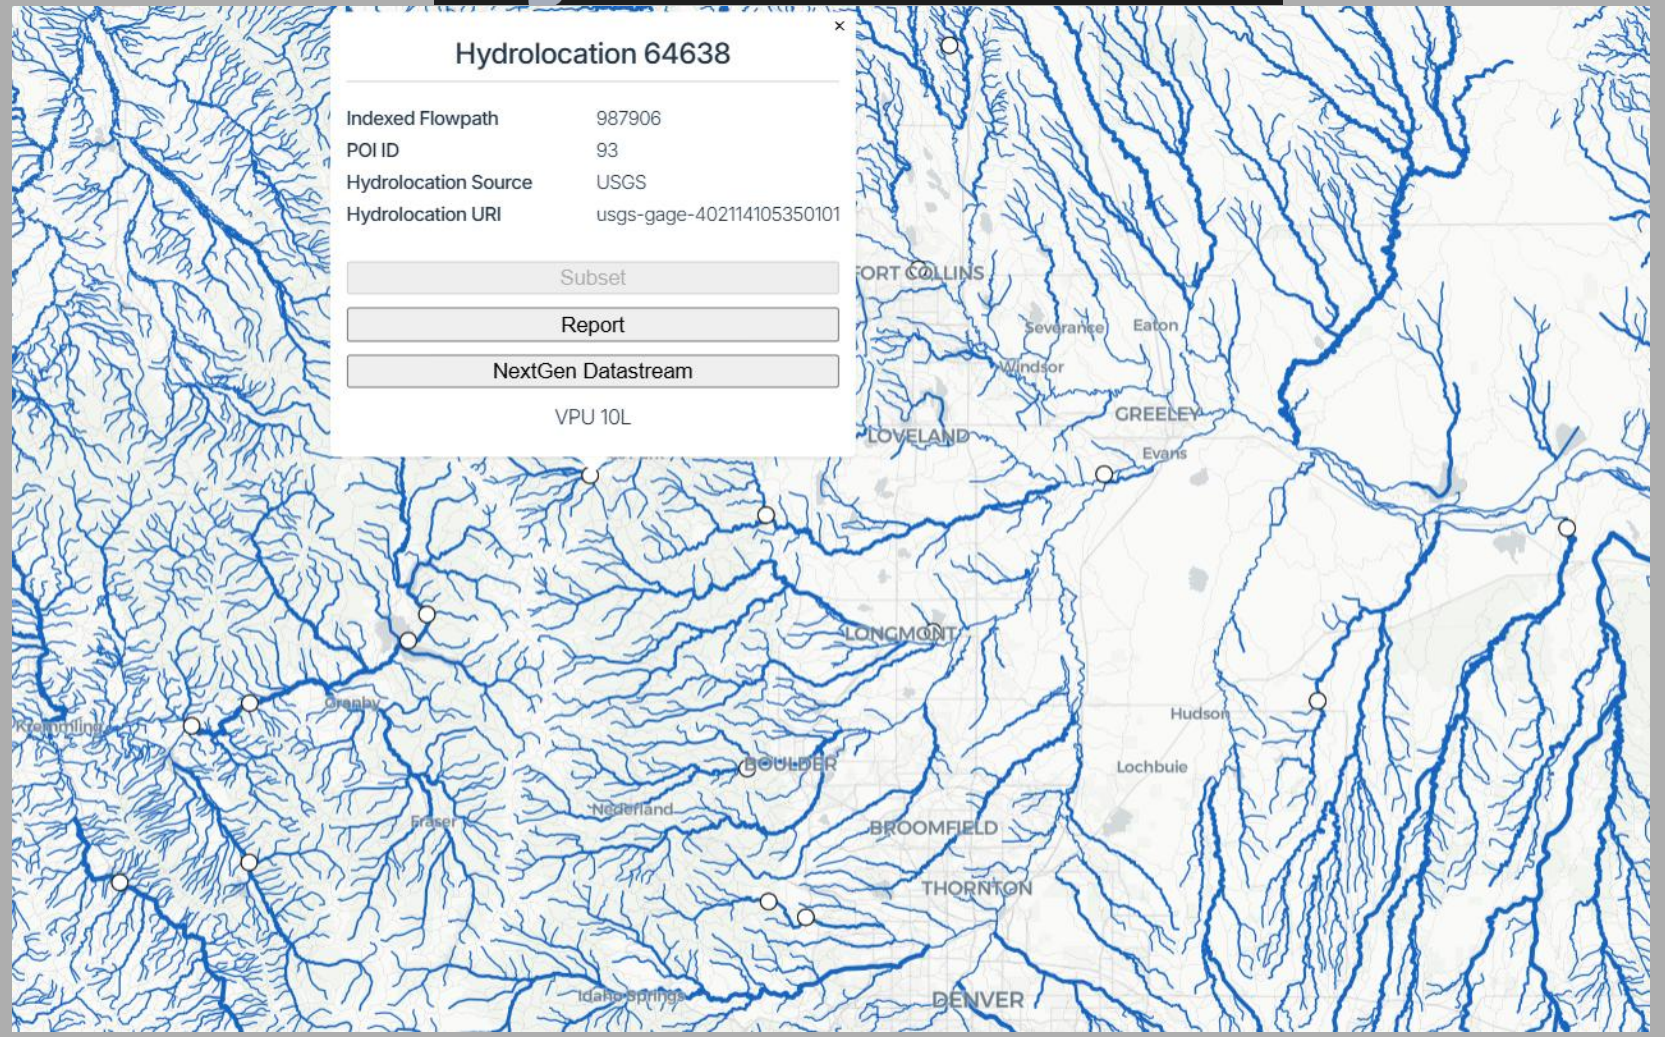 ×
Hydrolocation 64638
Indexed Flowpath 987906
POI ID 93
Hydrolocation Source USGS
Hydrolocation URI usgs-gage-402114105350101
Subset
Report
NextGen Datastream
VPU 10L
FORT COLLINS
Severance Eaton
Windsor
GREELEY
LOVELAND
Evans
LONGMONT
Granby
Kremmling
Hudson
BOULDER
Lochbuie
Nederland
Fraser
BROOMFIELD
THORNTON
Idaho Springs
DENVER